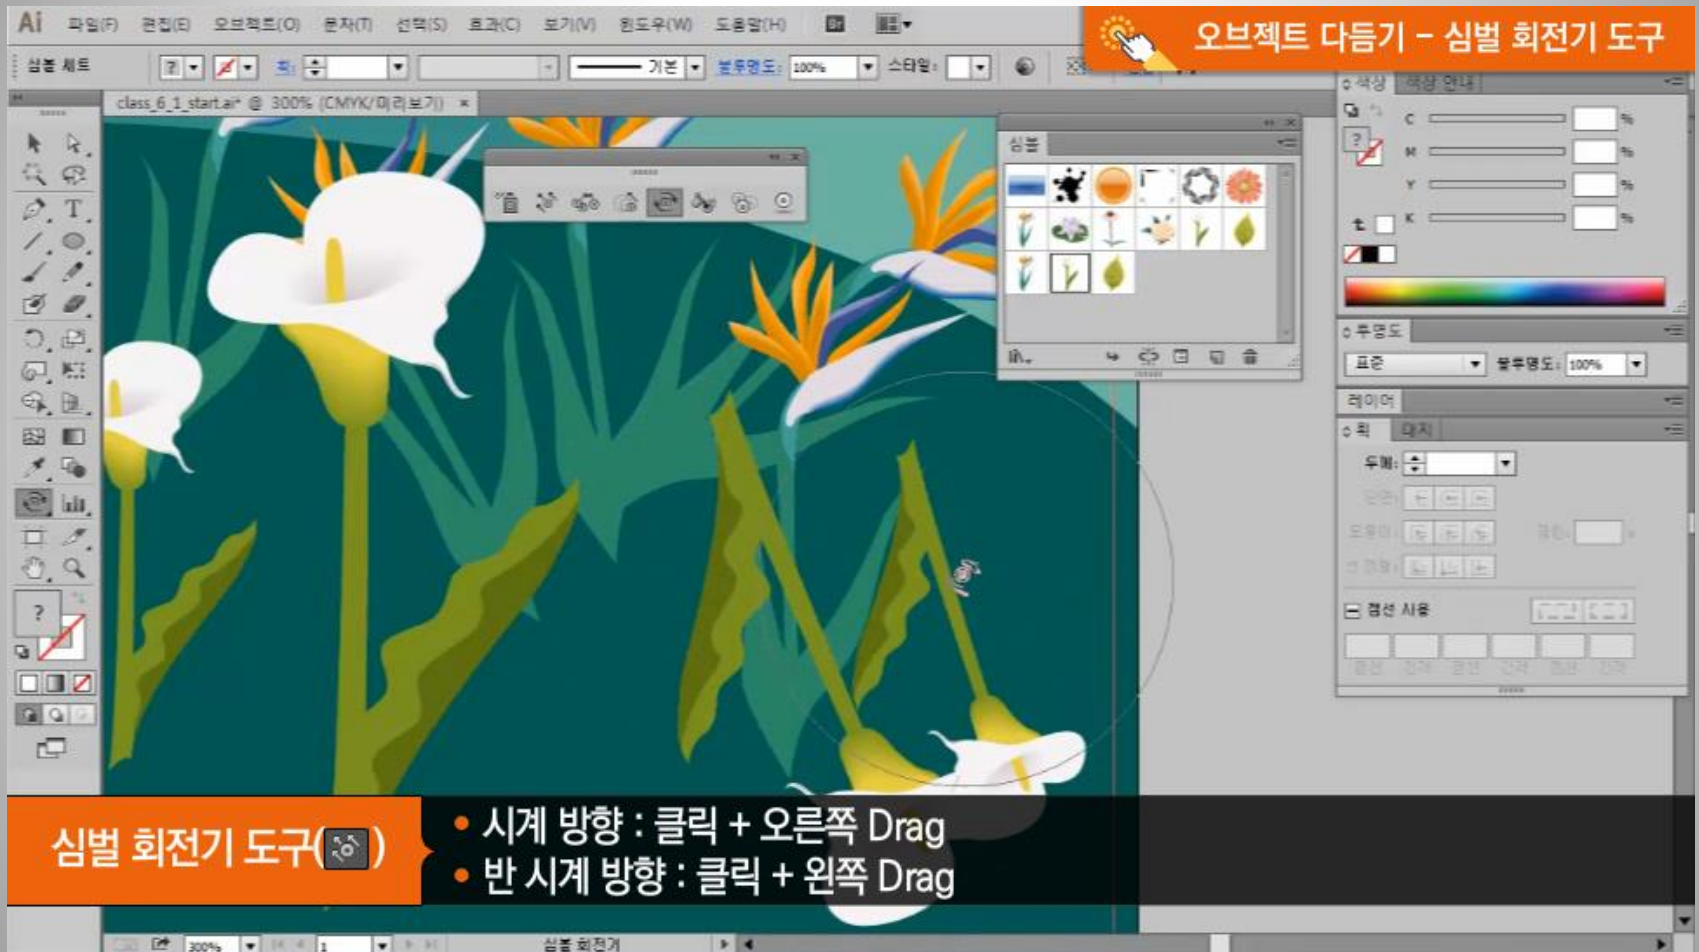 Ai 파일(F) 편집(E) 오브젝트(O) 문자(T) 선택(S) 효과(C) 보기(V) 윈도우(W) 도움말(H) Br
오브젝트 다듬기 - 심벌 회전기 도구
심볼 세트 ? 획: 기본 불투명도: 100% 스타일:
class_6_1_start.ai* @ 300% (CMYK/미리보기) ×
색상 색상 안내
심볼
C %
M %
Y %
K %
?
T
투명도
표준 불투명도: 100%
레이어
획 대지
두께:
점선 사용
?
심벌 회전기 도구( )
• 시계 방향 : 클릭 + 오른쪽 Drag
• 반 시계 방향 : 클릭 + 왼쪽 Drag
300% 1 심볼 회전기